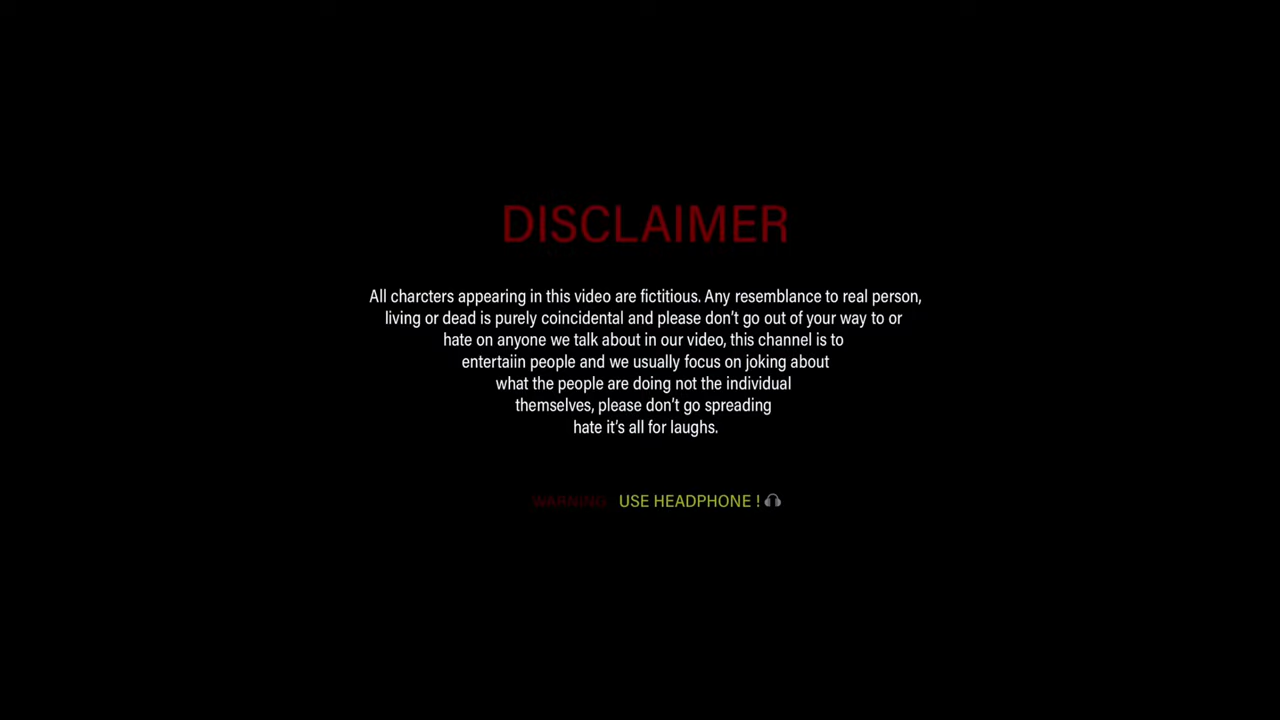 DISCLAIMER
All charcters appearing in this video are fictitious. Any resemblance to real person,
living or dead is purely coincidental and please don't go out of your way to or
hate on anyone we talk about in our video, this channel is to
entertaiin people and we usually focus on joking about
what the people are doing not the individual
themselves, please don't go spreading
hate it's all for laughs.
WARNING USE HEADPHONE ! 🎧